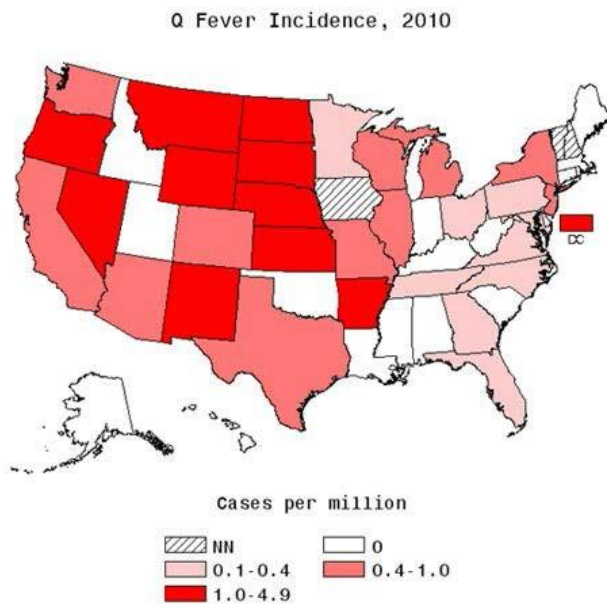 Q Fever Incidence, 2010
DC
Cases per million
NN 0
0.1-0.4 0.4-1.0
1.0-4.9